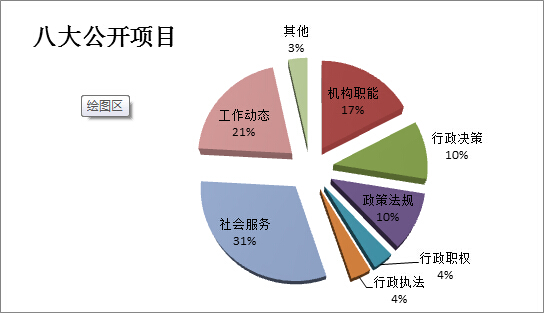 八大公开项目
绘图区
其他
3%
机构职能
17%
行政决策
10%
政策法规
10%
行政职权
4%
行政执法
4%
社会服务
31%
工作动态
21%